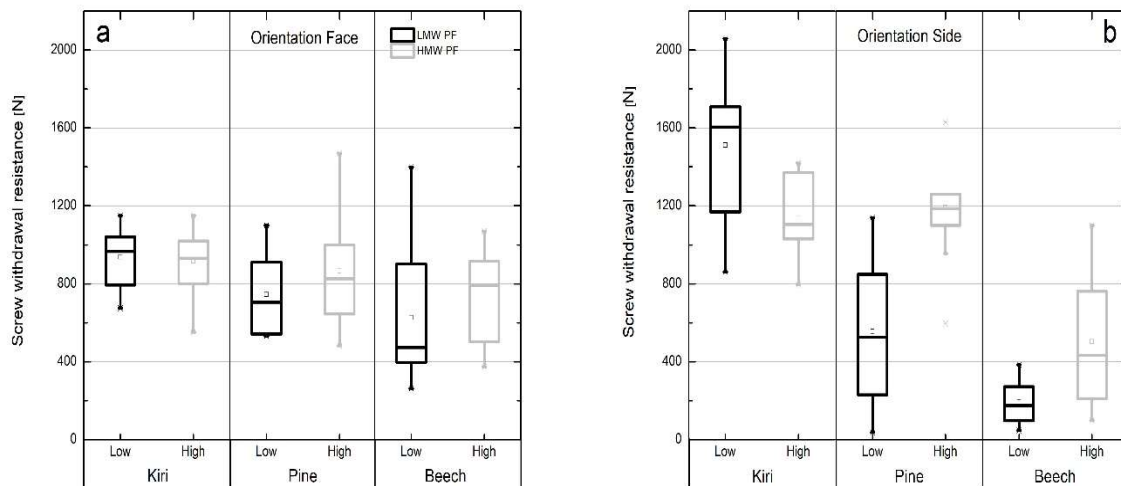 a
Orientation Face
LMW PF
HMW PF
Screw withdrawal resistance [N]
2000
1600
1200
800
400
0
Low High Low High Low High
Kiri Pine Beech
Orientation Side
b
Screw withdrawal resistance [N]
2000
1600
1200
800
400
0
Low High Low High Low High
Kiri Pine Beech